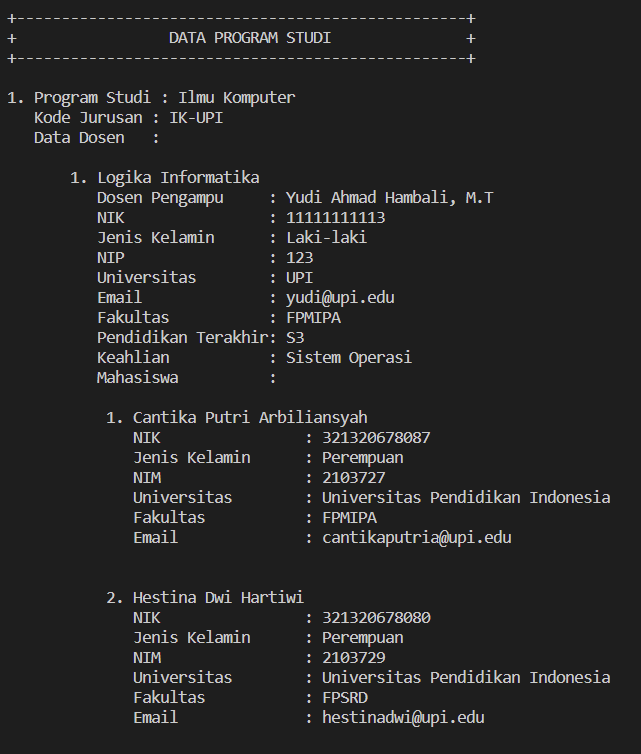 +--------------------------------------------------+
+                 DATA PROGRAM STUDI               +
+--------------------------------------------------+
1. Program Studi : Ilmu Komputer
   Kode Jurusan : IK-UPI
   Data Dosen   :
       1. Logika Informatika
          Dosen Pengampu     : Yudi Ahmad Hambali, M.T
          NIK                : 11111111113
          Jenis Kelamin      : Laki-laki
          NIP                : 123
          Universitas        : UPI
          Email              : yudi@upi.edu
          Fakultas           : FPMIPA
          Pendidikan Terakhir: S3
          Keahlian           : Sistem Operasi
          Mahasiswa          :
           1. Cantika Putri Arbiliansyah
              NIK                : 321320678087
              Jenis Kelamin      : Perempuan
              NIM                : 2103727
              Universitas        : Universitas Pendidikan Indonesia
              Fakultas           : FPMIPA
              Email              : cantikaputria@upi.edu
           2. Hestina Dwi Hartiwi
              NIK                : 321320678080
              Jenis Kelamin      : Perempuan
              NIM                : 2103729
              Universitas        : Universitas Pendidikan Indonesia
              Fakultas           : FPSRD
              Email              : hestinadwi@upi.edu